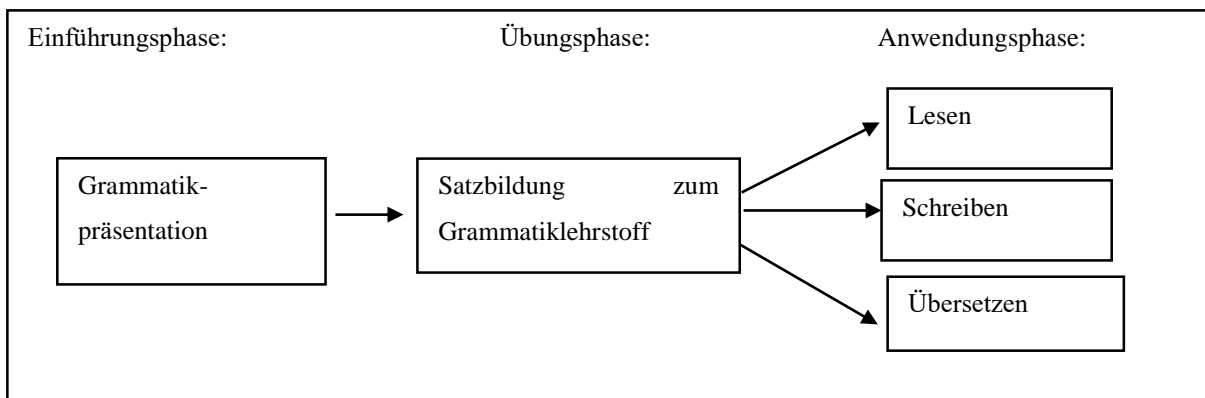 Einführungsphase:
Übungsphase:
Anwendungsphase:
Grammatik-
präsentation
Satzbildung zum
Grammatiklehrstoff
Lesen
Schreiben
Übersetzen